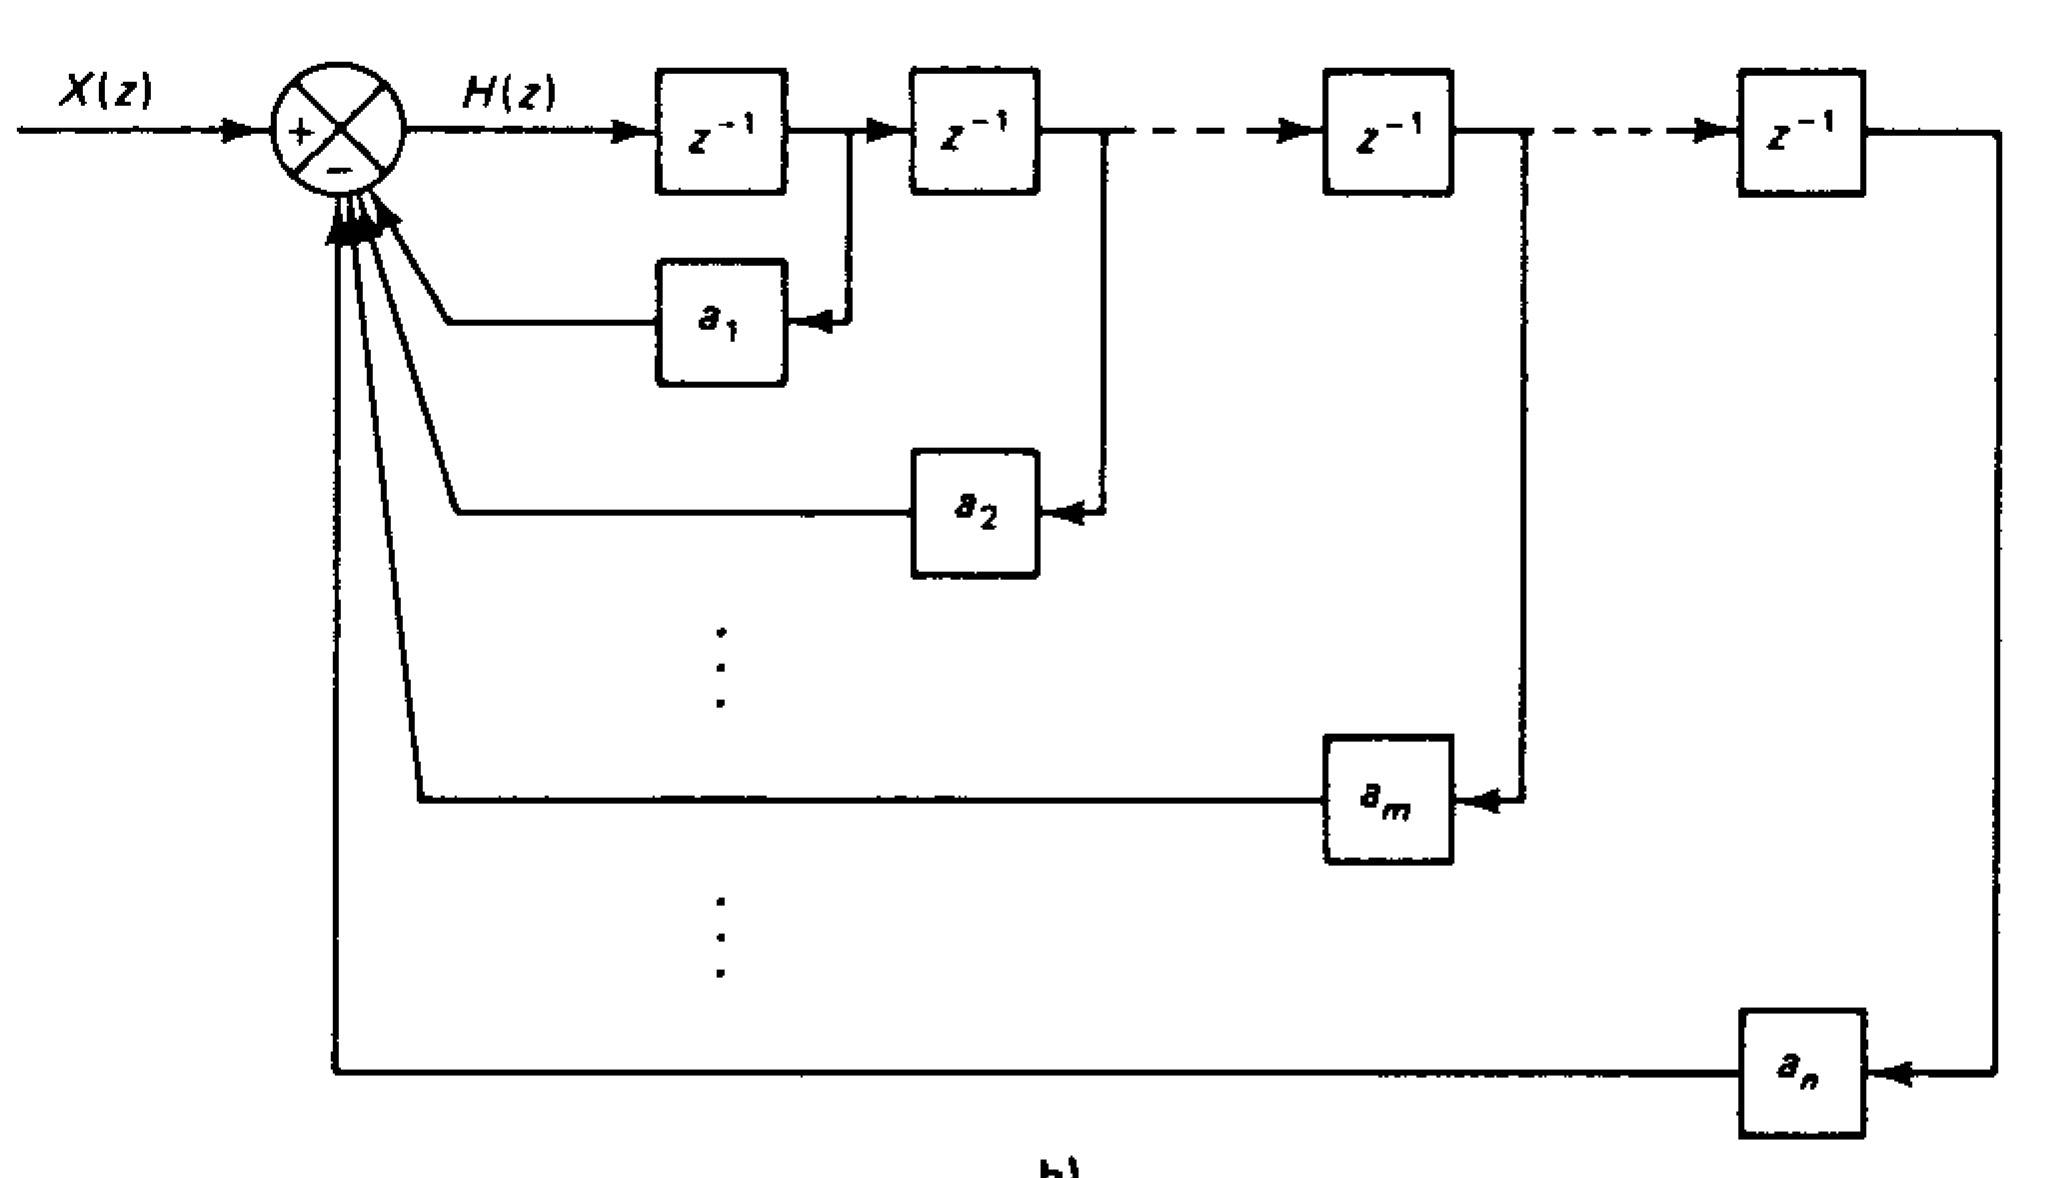 X(z) H(z) z⁻¹ z⁻¹ z⁻¹ z⁻¹
+
−
a₁
a₂
aₘ
aₙ
b)